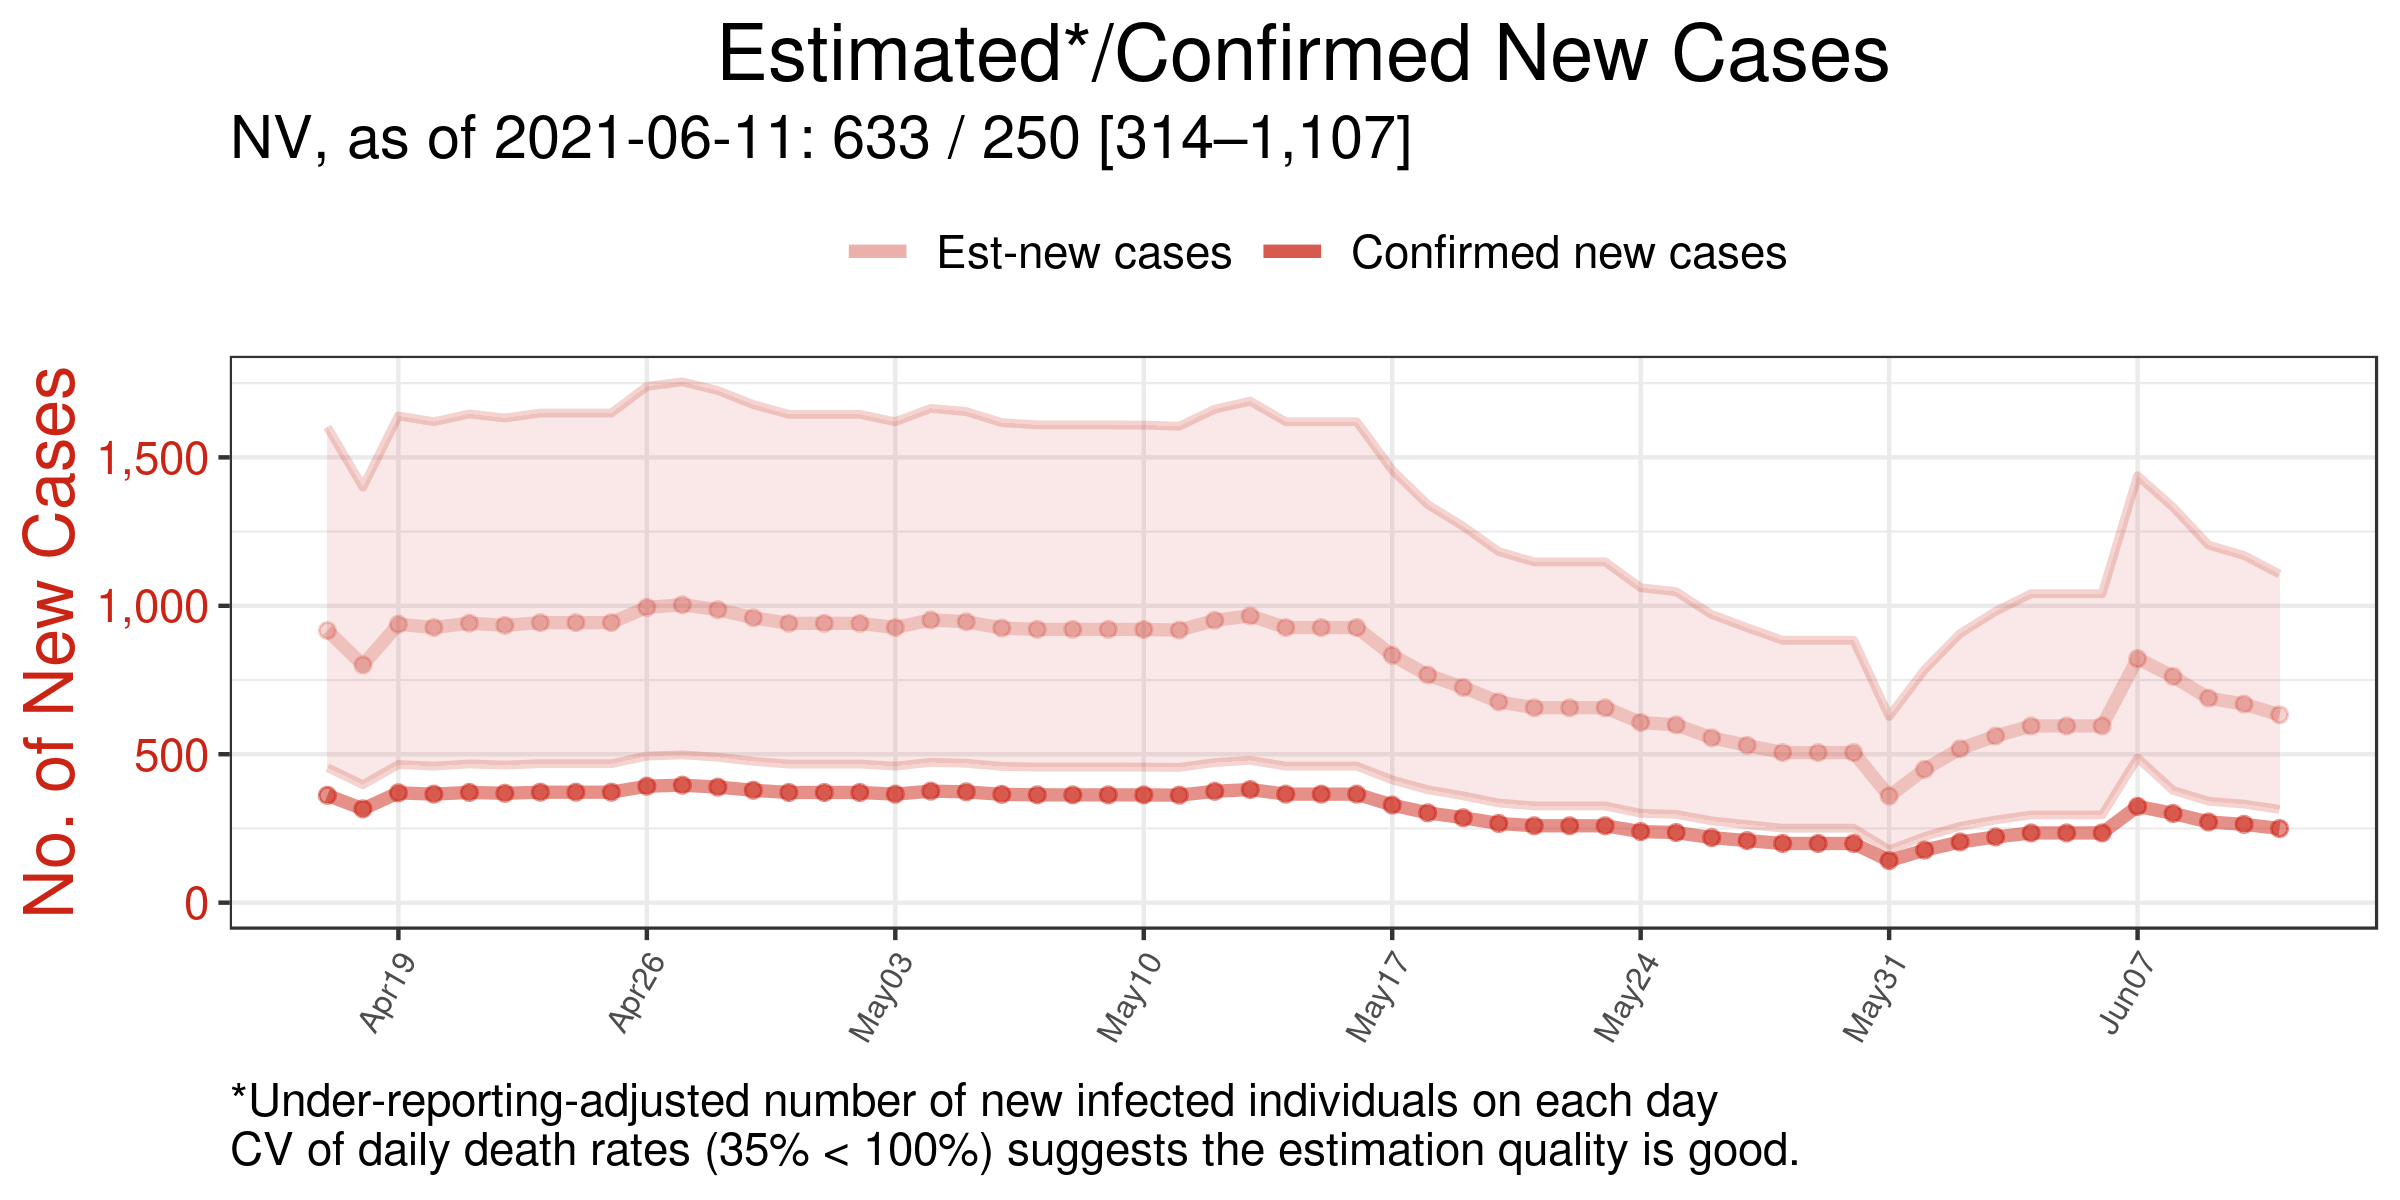 Estimated*/Confirmed New Cases
NV, as of 2021-06-11: 633 / 250 [314–1,107]
Est-new cases
Confirmed new cases
No. of New Cases
1,500
1,000
500
0
Apr19
Apr26
May03
May10
May17
May24
May31
Jun07
*Under-reporting-adjusted number of new infected individuals on each day
CV of daily death rates (35% < 100%) suggests the estimation quality is good.